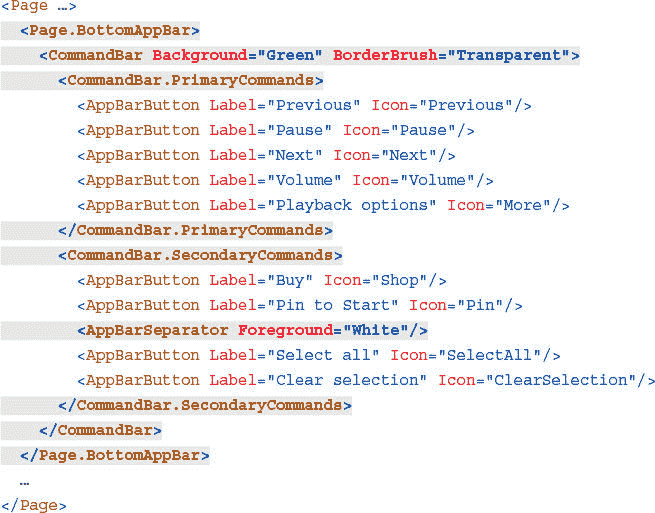 <Page …>
  <Page.BottomAppBar>
    <CommandBar Background="Green" BorderBrush="Transparent">
      <CommandBar.PrimaryCommands>
        <AppBarButton Label="Previous" Icon="Previous"/>
        <AppBarButton Label="Pause" Icon="Pause"/>
        <AppBarButton Label="Next" Icon="Next"/>
        <AppBarButton Label="Volume" Icon="Volume"/>
        <AppBarButton Label="Playback options" Icon="More"/>
      </CommandBar.PrimaryCommands>
      <CommandBar.SecondaryCommands>
        <AppBarButton Label="Buy" Icon="Shop"/>
        <AppBarButton Label="Pin to Start" Icon="Pin"/>
        <AppBarSeparator Foreground="White"/>
        <AppBarButton Label="Select all" Icon="SelectAll"/>
        <AppBarButton Label="Clear selection" Icon="ClearSelection"/>
      </CommandBar.SecondaryCommands>
    </CommandBar>
  </Page.BottomAppBar>
  …
</Page>